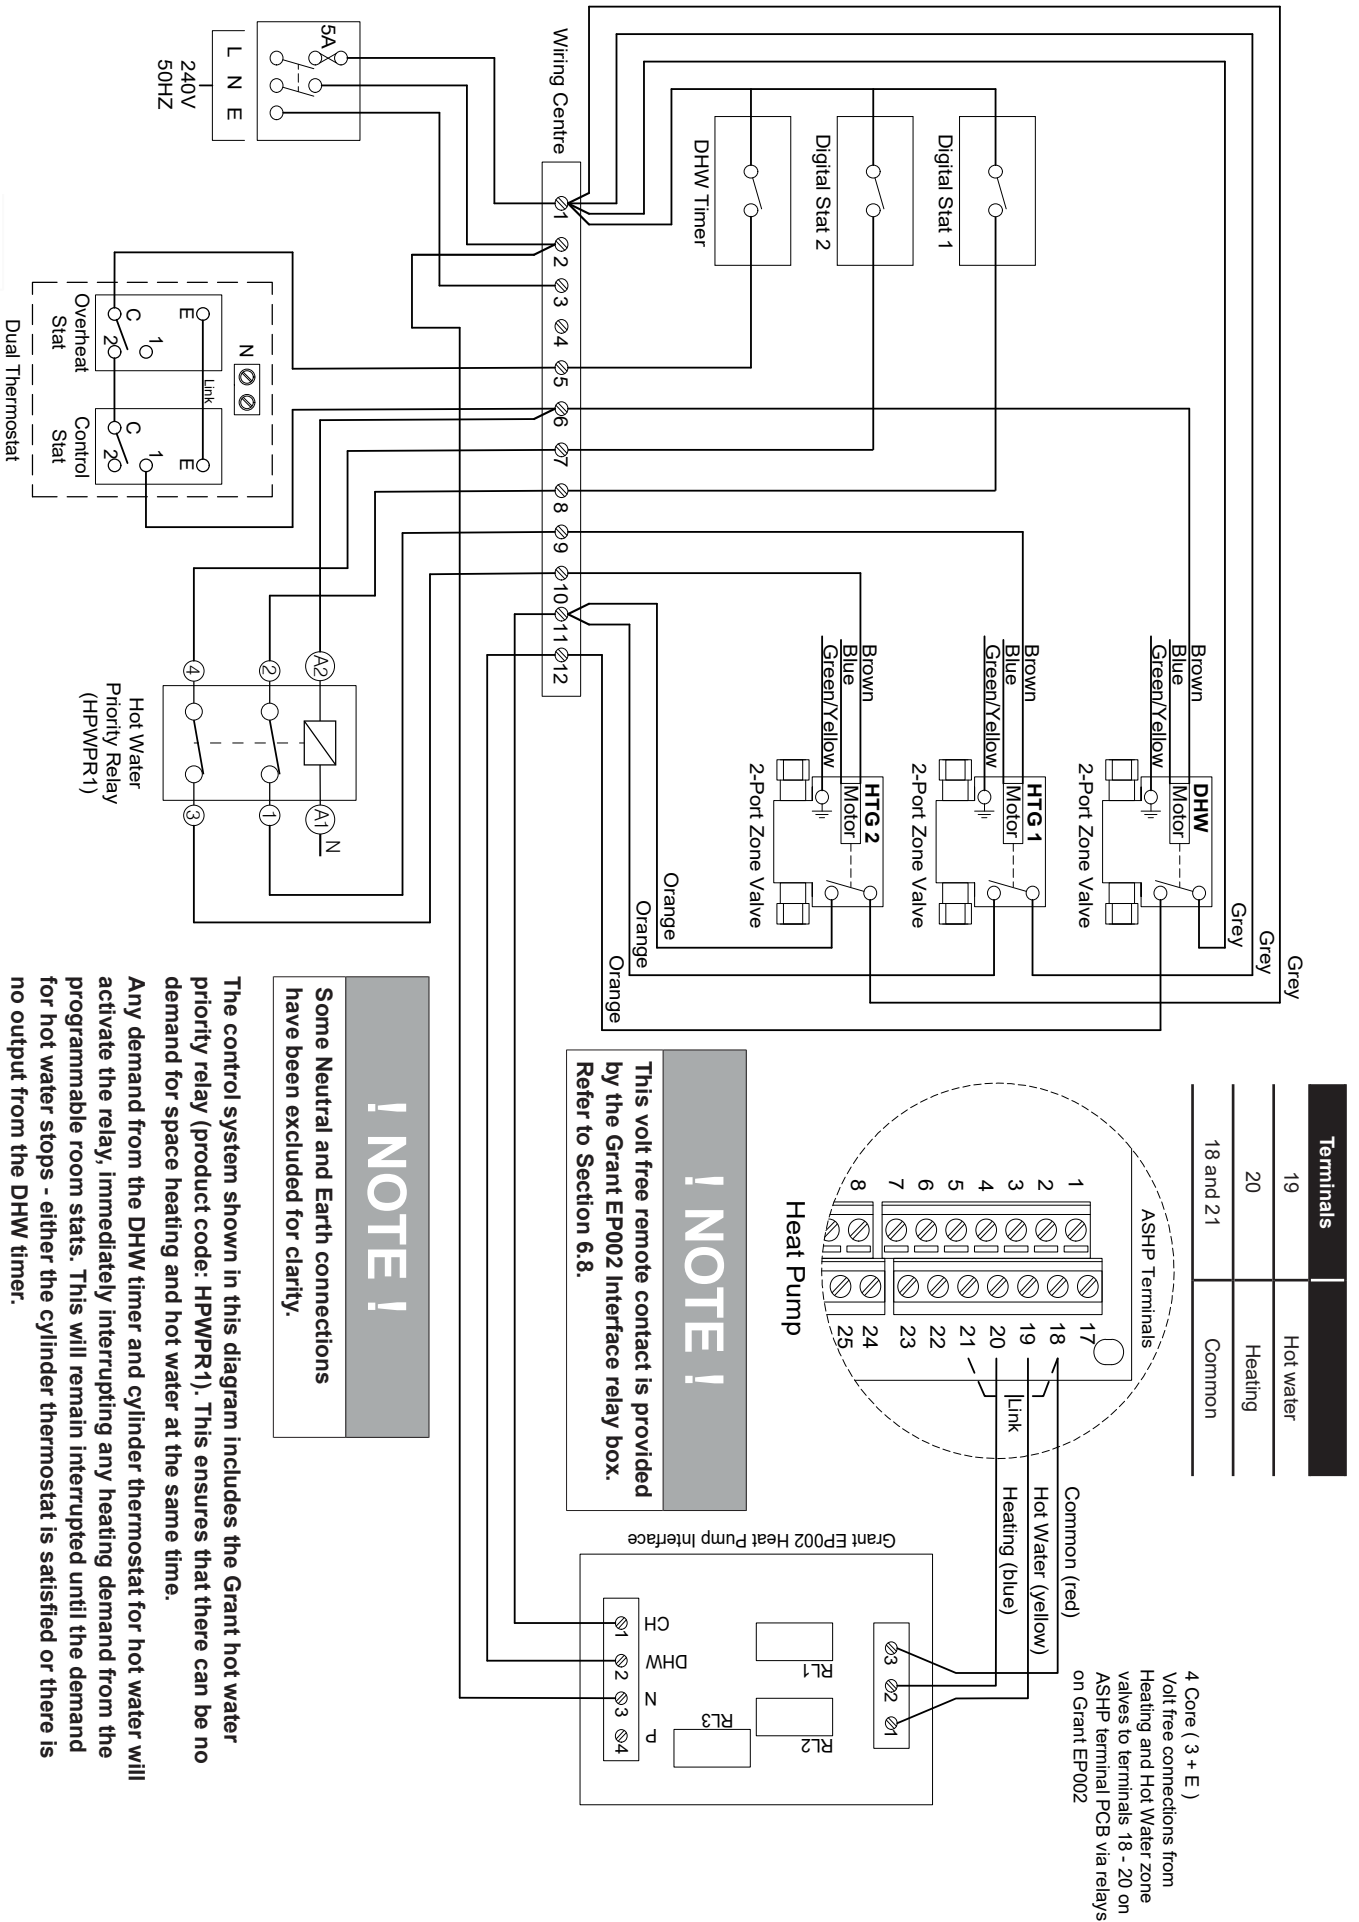 Terminals
19 Hot water
20 Heating
18 and 21 Common
4 Core ( 3 + E )
Volt free connections from
Heating and Hot Water zone
valves to terminals 18 - 20 on
ASHP terminal PCB via relays
on Grant EP002
Grey
Grey
Grey
Orange
Orange
Orange
Digital Stat 1
Digital Stat 2
DHW Timer
Brown
Blue
Green/Yellow
DHW
Motor
2-Port Zone Valve
Brown
Blue
Green/Yellow
HTG 1
Motor
2-Port Zone Valve
Brown
Blue
Green/Yellow
HTG 2
Motor
2-Port Zone Valve
ASHP Terminals
1
2
3
4
5
6
7
8
17
18
19
20
21
22
23
24
25
Link
Heat Pump
Common (red)
Hot Water (yellow)
Heating (blue)
Grant EP002 Heat Pump Interface
3
2
1
RL1
RL2
RL3
CH
DHW
N
P
1
2
3
4
! NOTE !
This volt free remote contact is provided
by the Grant EP002 Interface relay box.
Refer to Section 6.8.
Wiring Centre
1
2
3
4
5
6
7
8
9
10
11
12
5A
L N E
240V
50HZ
N
E
Link
E
C
1
2
C
1
2
Overheat
Stat
Control
Stat
Dual Thermostat
A2
A1
N
2
1
4
3
Hot Water
Priority Relay
(HPWPR1)
! NOTE !
Some Neutral and Earth connections
have been excluded for clarity.
The control system shown in this diagram includes the Grant hot water
priority relay (product code: HPWPR1). This ensures that there can be no
demand for space heating and hot water at the same time.
Any demand from the DHW timer and cylinder thermostat for hot water will
activate the relay, immediately interrupting any heating demand from the
programmable room stats. This will remain interrupted until the demand
for hot water stops - either the cylinder thermostat is satisfied or there is
no output from the DHW timer.